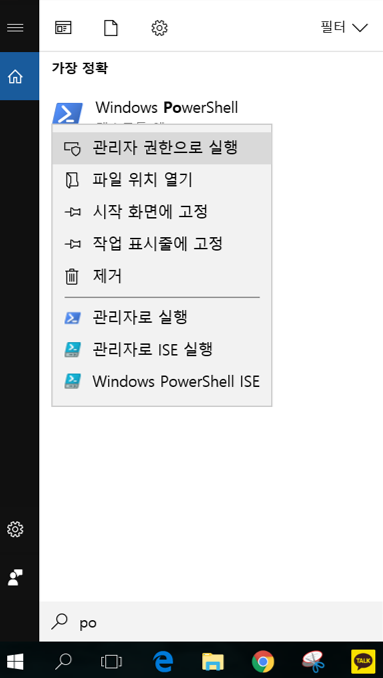 필터
가장 정확
Windows PowerShell
관리자 권한으로 실행
파일 위치 열기
시작 화면에 고정
작업 표시줄에 고정
제거
관리자로 실행
관리자로 ISE 실행
Windows PowerShell ISE
po
TALK